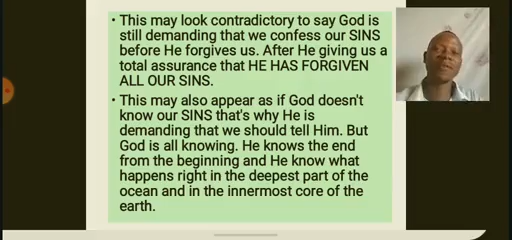 • This may look contradictory to say God is
still demanding that we confess our SINS
before He forgives us. After He giving us a
total assurance that HE HAS FORGIVEN
ALL OUR SINS.
• This may also appear as if God doesn't
know our SINS that's why He is
demanding that we should tell Him. But
God is all knowing. He knows the end
from the beginning and He know what
happens right in the deepest part of the
ocean and in the innermost core of the
earth.